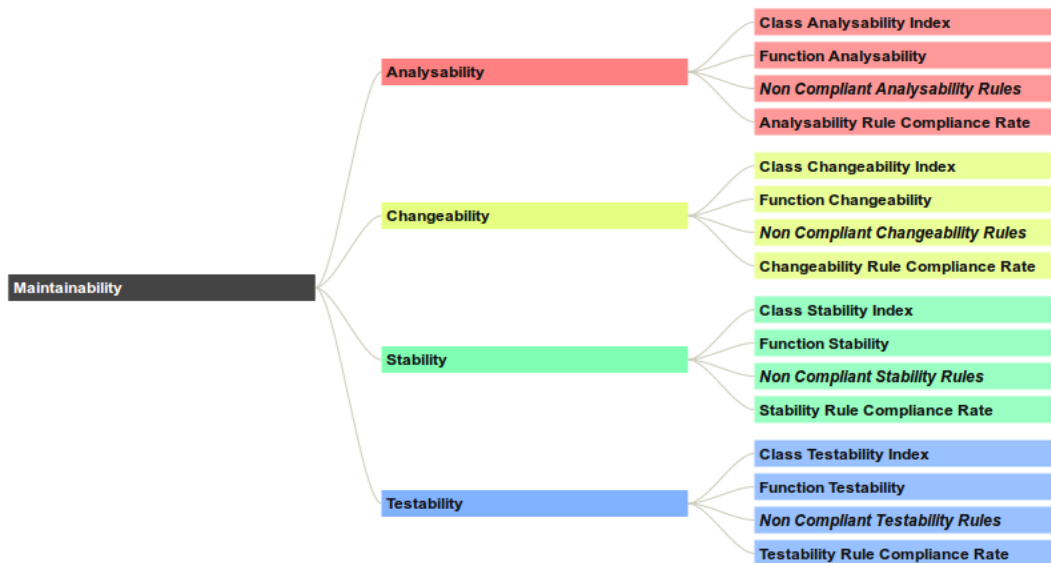 Maintainability
Analysability
Class Analysability Index
Function Analysability
Non Compliant Analysability Rules
Analysability Rule Compliance Rate
Changeability
Class Changeability Index
Function Changeability
Non Compliant Changeability Rules
Changeability Rule Compliance Rate
Stability
Class Stability Index
Function Stability
Non Compliant Stability Rules
Stability Rule Compliance Rate
Testability
Class Testability Index
Function Testability
Non Compliant Testability Rules
Testability Rule Compliance Rate